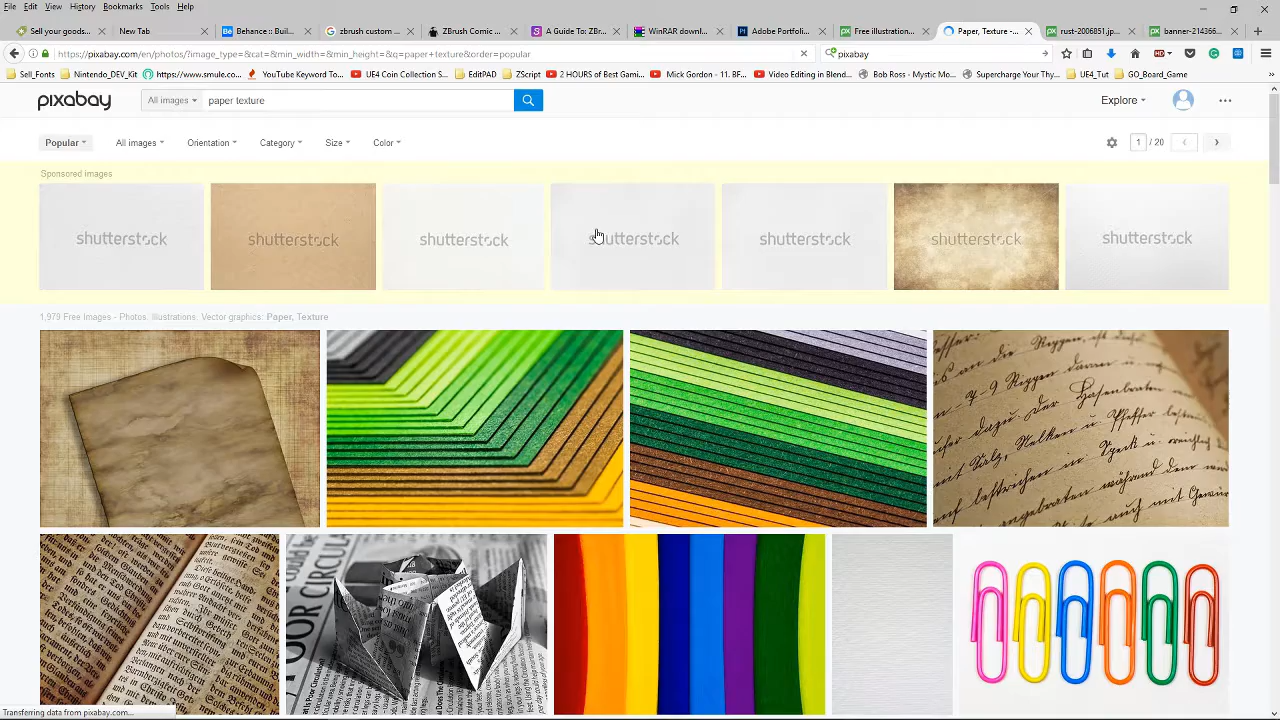 File Edit View History Bookmarks Tools Help
Sell your goods... New Tab Be :: Buil... zbrush custom ... ZBrush Comic ... A Guide To: ZBr... WinRAR downl... Adobe Portfolio Free illustration... Paper, Texture - ... rust-2006851.jp... banner-214366...
https://pixabay.com/en/photos/?image_type=&cat=&min_width=&min_height=&q=paper+texture&order=popular pixabay
Sell_Fonts Nintendo_DEV_Kit https://www.smule.co... YouTube Keyword To... UE4 Coin Collection S... EditPAD ZScript 2 HOURS of Best Gami... Mick Gordon - 11. BF... Video Editing in Blend... Bob Ross - Mystic Mo... Supercharge Your Thy... UE4_Tut GO_Board_Game
pixabay All images paper texture Explore
Popular All images Orientation Category Size Color 1 / 20
Sponsored images
shutterstock shutterstock shutterstock shutterstock shutterstock shutterstock shutterstock
1,979 Free Images - Photos. Illustrations. Vector graphics: Paper, Texture
Transferring data from pixabay.com...